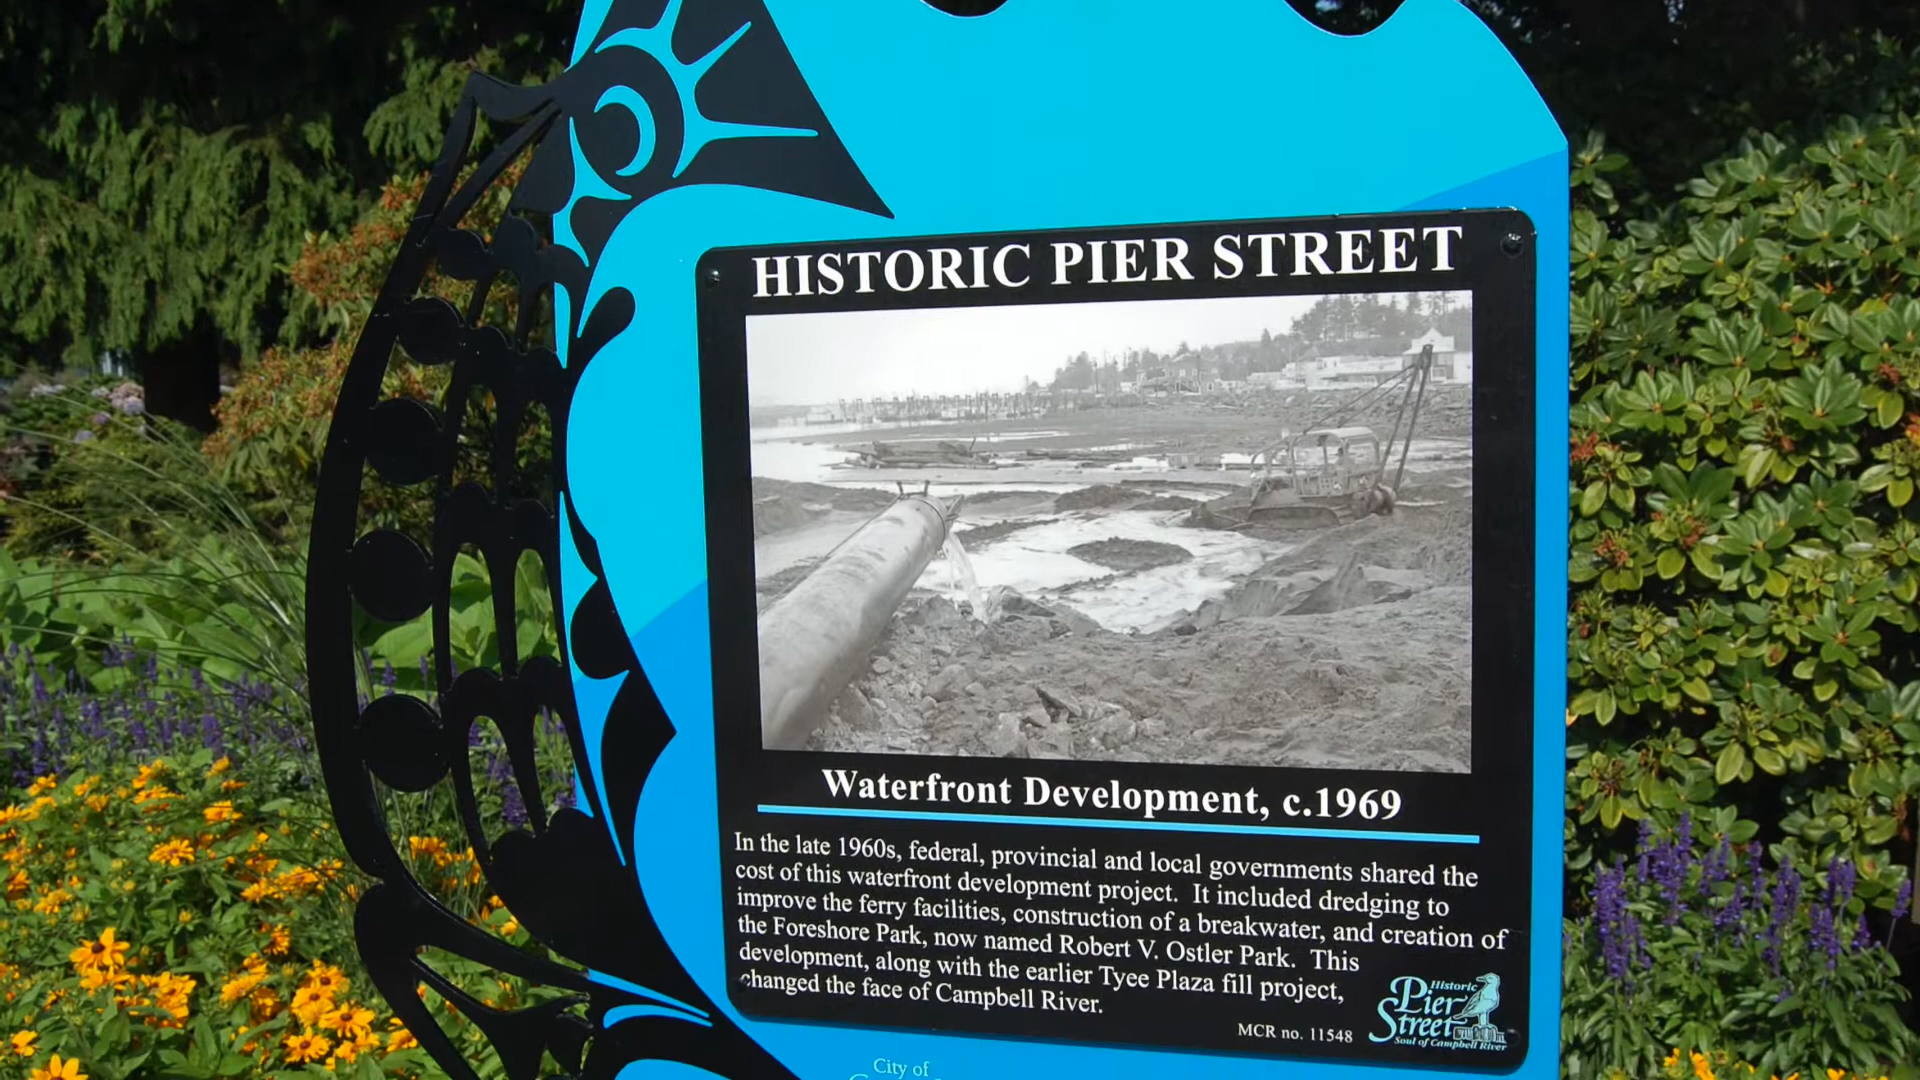 HISTORIC PIER STREET
Waterfront Development, c.1969
In the late 1960s, federal, provincial and local governments shared the
cost of this waterfront development project. It included dredging to
improve the ferry facilities, construction of a breakwater, and creation of
the Foreshore Park, now named Robert V. Ostler Park. This
development, along with the earlier Tyee Plaza fill project,
changed the face of Campbell River.
MCR no. 11548
Historic
Pier
Street
Soul of Campbell River
City of